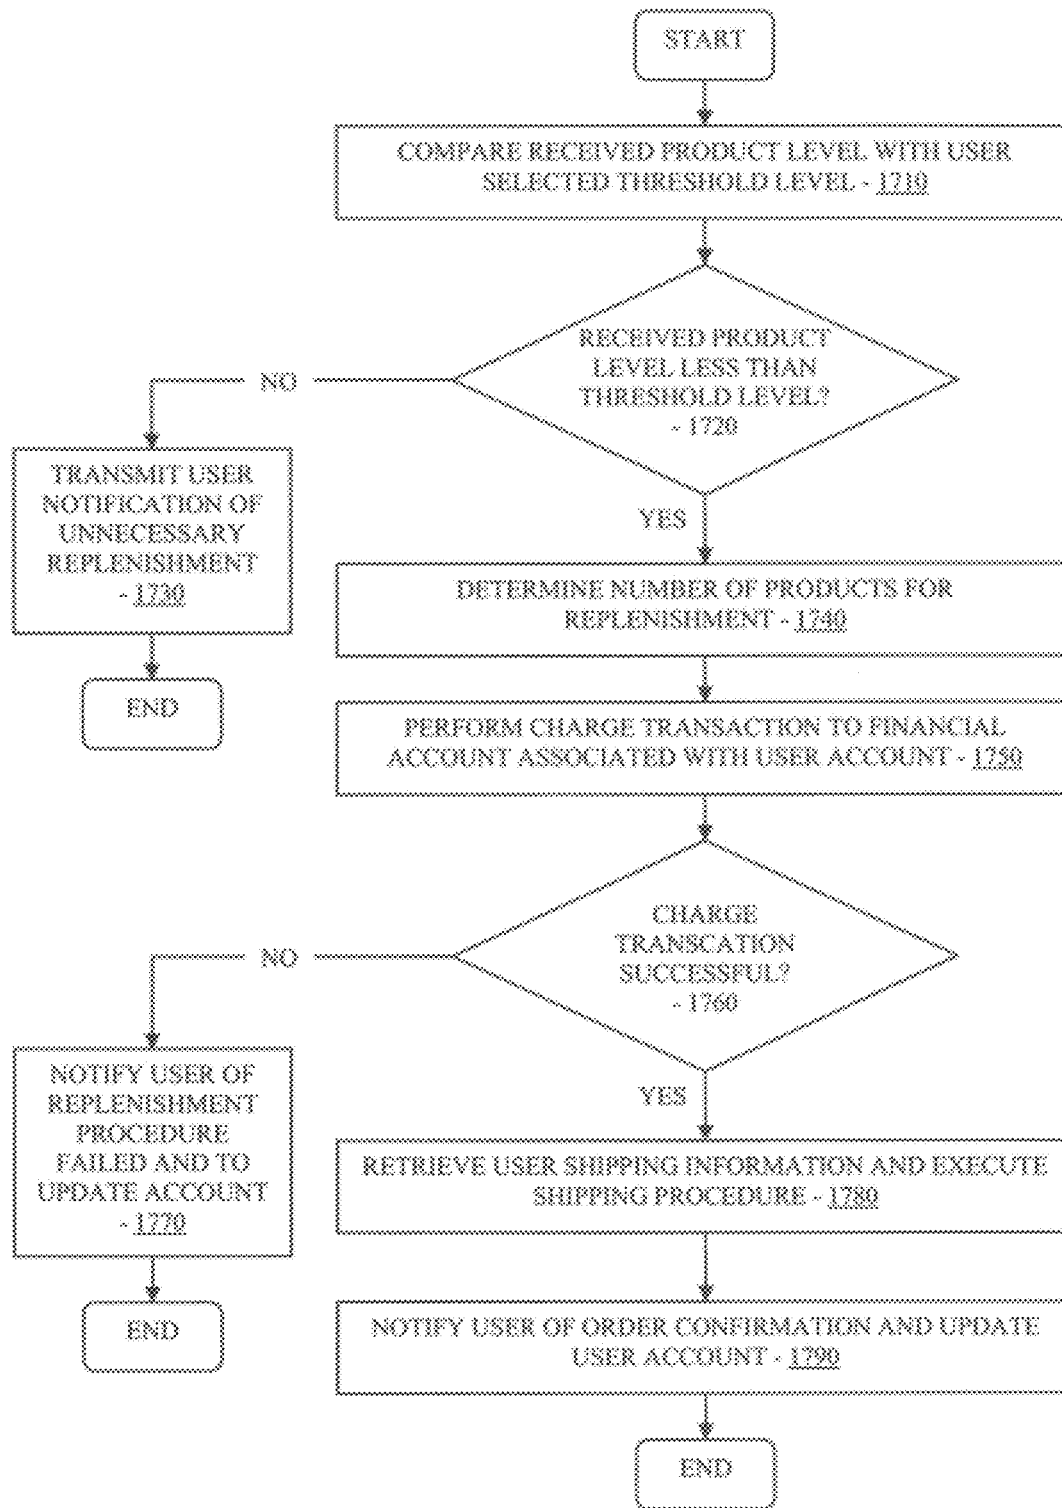 START
COMPARE RECEIVED PRODUCT LEVEL WITH USER
SELECTED THRESHOLD LEVEL - 1710
RECEIVED PRODUCT
LEVEL LESS THAN
THRESHOLD LEVEL?
- 1720
NO
TRANSMIT USER
NOTIFICATION OF
UNNECESSARY
REPLENISHMENT
- 1730
END
YES
DETERMINE NUMBER OF PRODUCTS FOR
REPLENISHMENT - 1740
PERFORM CHARGE TRANSACTION TO FINANCIAL
ACCOUNT ASSOCIATED WITH USER ACCOUNT - 1750
CHARGE
TRANSCATION
SUCCESSFUL?
- 1760
NO
NOTIFY USER OF
REPLENISHMENT
PROCEDURE
FAILED AND TO
UPDATE ACCOUNT
- 1770
END
YES
RETRIEVE USER SHIPPING INFORMATION AND EXECUTE
SHIPPING PROCEDURE - 1780
NOTIFY USER OF ORDER CONFIRMATION AND UPDATE
USER ACCOUNT - 1790
END